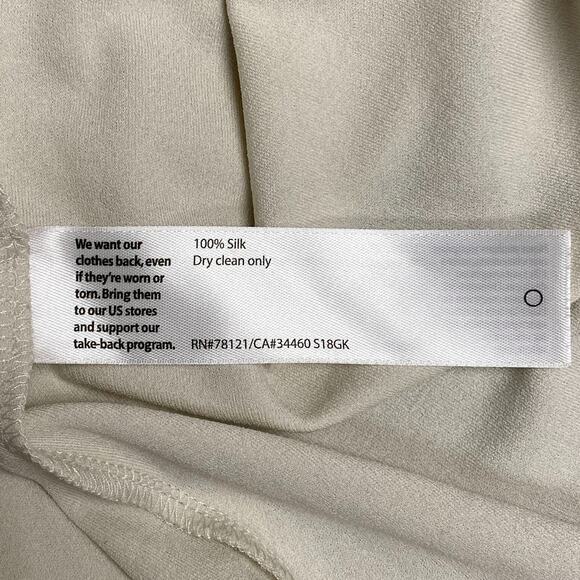 We want our
clothes back, even
if they're worn or
torn. Bring them
to our US stores
and support our
take-back program.
100% Silk
Dry clean only
RN#78121/CA#34460 S18GK